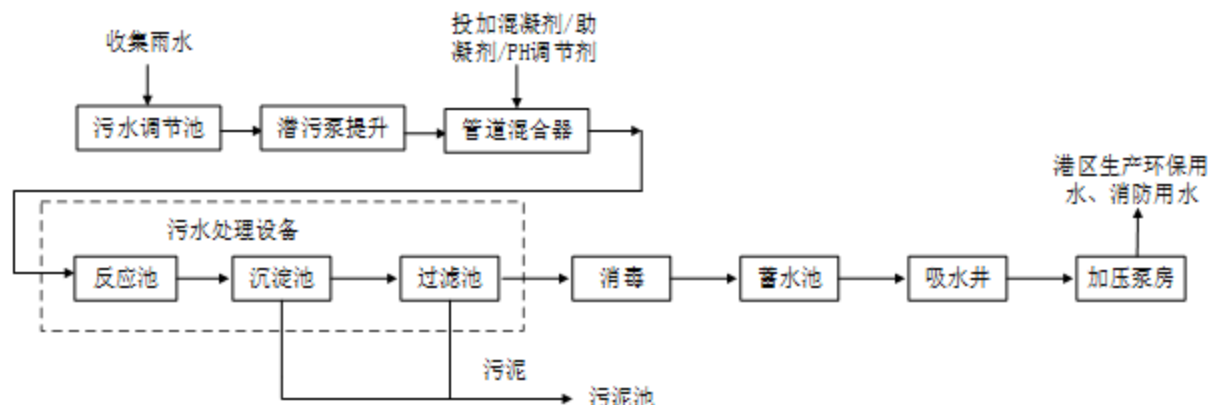 收集雨水
投加混凝剂/助
凝剂/PH调节剂
污水调节池
潜污泵提升
管道混合器
港区生产环保用
水、消防用水
污水处理设备
反应池
沉淀池
过滤池
消毒
蓄水池
吸水井
加压泵房
污泥
污泥池